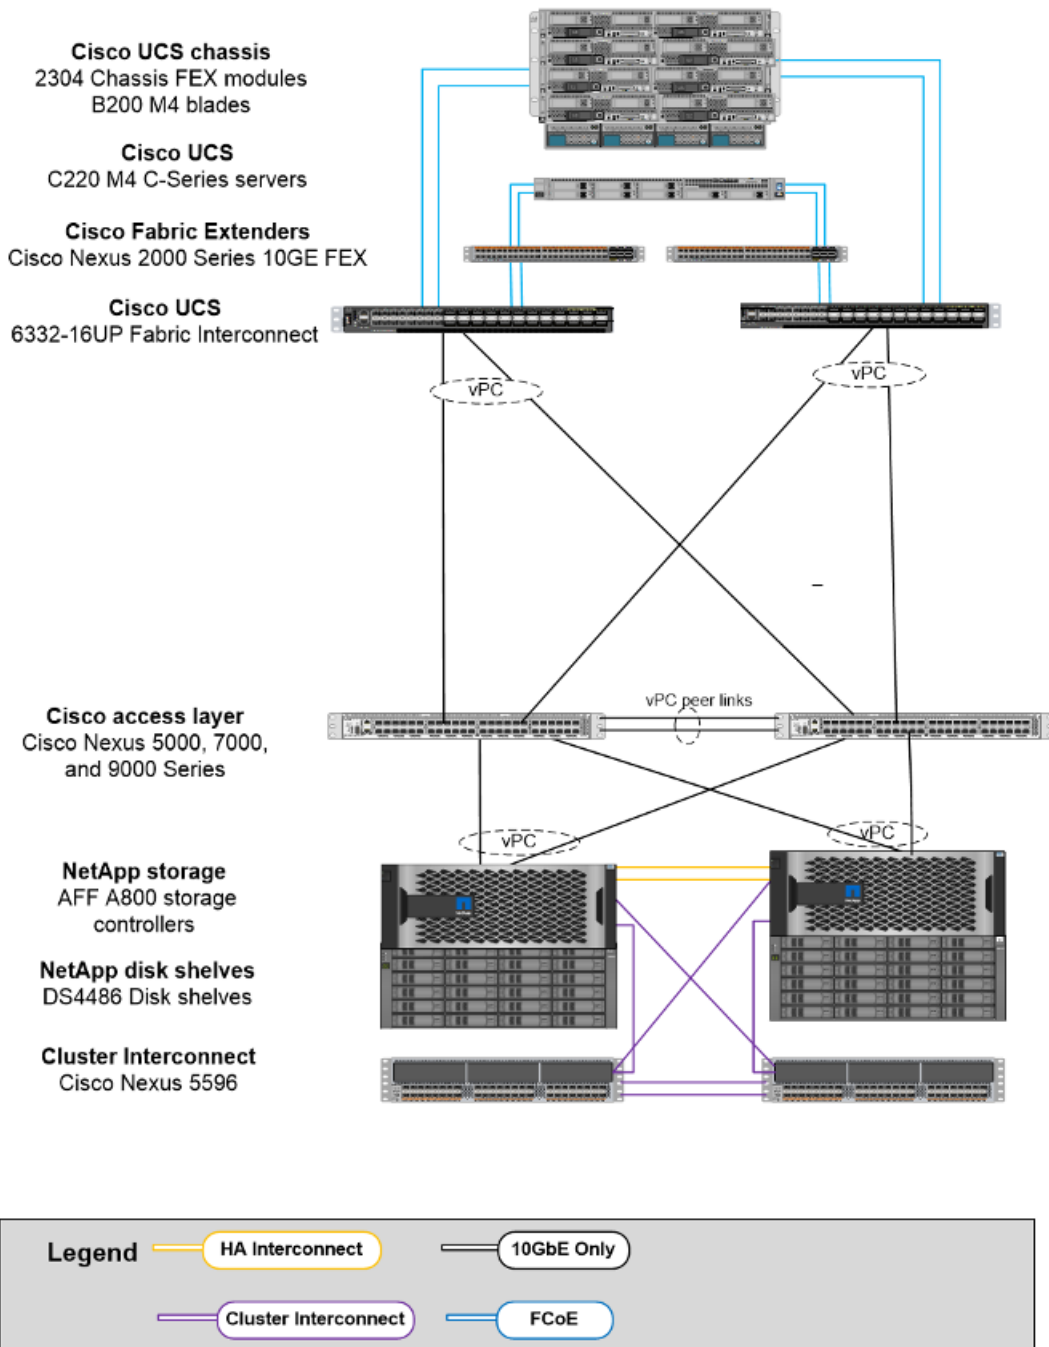 Cisco UCS chassis
2304 Chassis FEX modules
B200 M4 blades
Cisco UCS
C220 M4 C-Series servers
Cisco Fabric Extenders
Cisco Nexus 2000 Series 10GE FEX
Cisco UCS
6332-16UP Fabric Interconnect
vPC
vPC
Cisco access layer
Cisco Nexus 5000, 7000,
and 9000 Series
vPC peer links
vPC
vPC
NetApp storage
AFF A800 storage
controllers
NetApp disk shelves
DS4486 Disk shelves
Cluster Interconnect
Cisco Nexus 5596
Legend
HA Interconnect
10GbE Only
Cluster Interconnect
FCoE